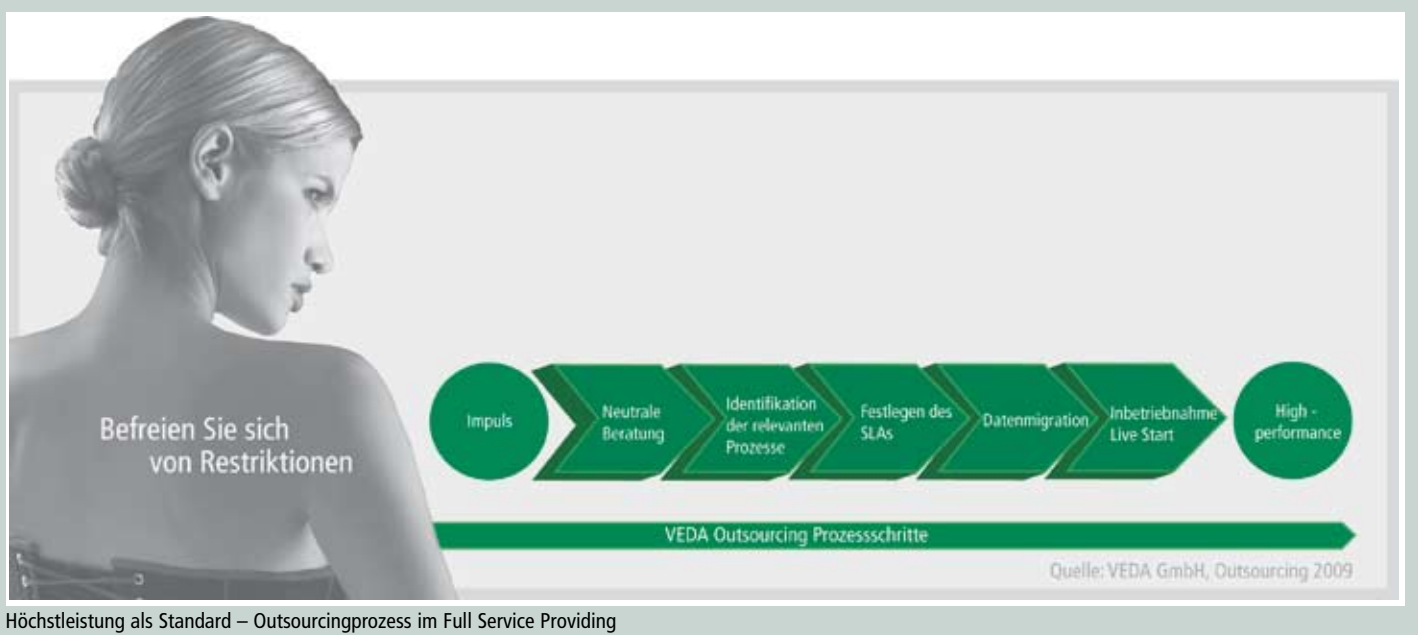 Befreien Sie sich
von Restriktionen
Impuls
Neutrale
Beratung
Identifikation
der relevanten
Prozesse
Festlegen des
SLAs
Datenmigration
Inbetriebnahme
Live Start
High -
performance
VEDA Outsourcing Prozessschritte
Quelle: VEDA GmbH, Outsourcing 2009
Höchstleistung als Standard – Outsourcingprozess im Full Service Providing